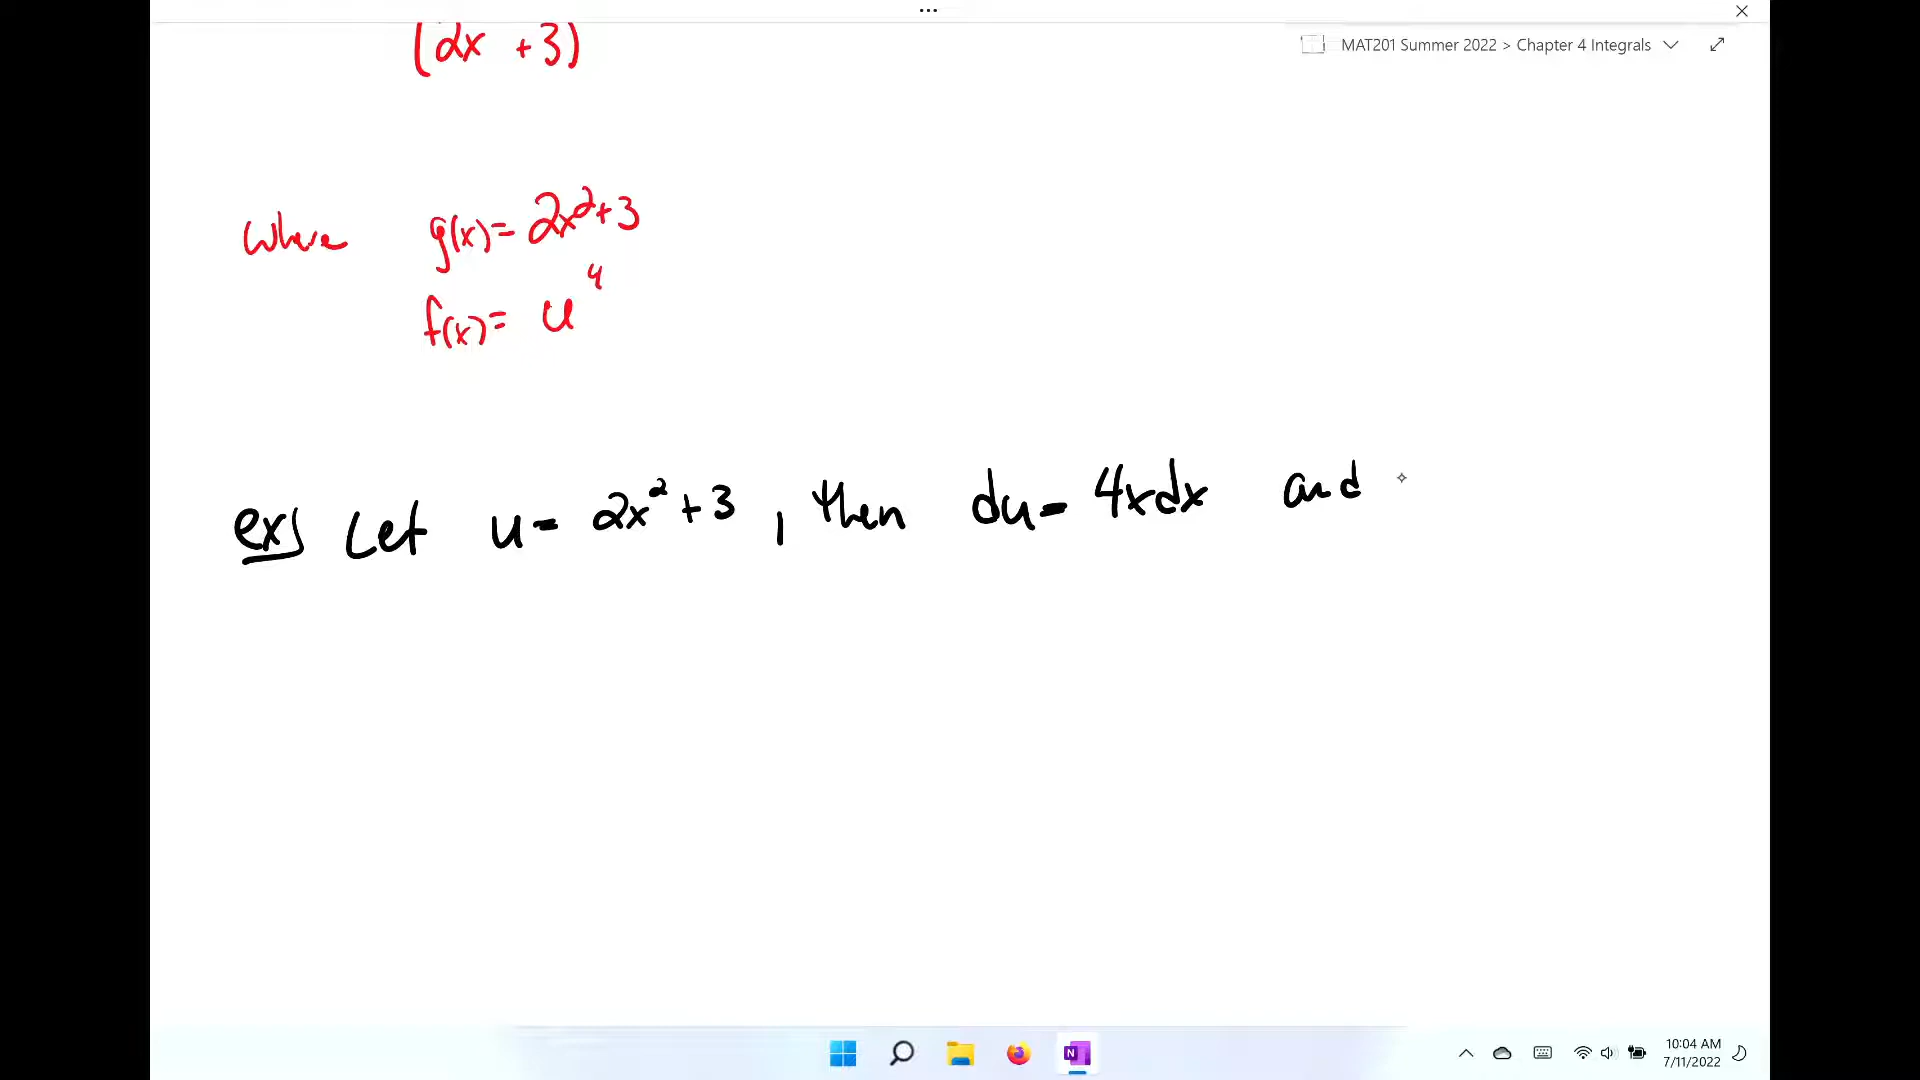 (2x +3)
MAT201 Summer 2022 > Chapter 4 Integrals
where g(x)= 2x²+3
f(x)= u⁴
ex) Let u= 2x²+3, then du= 4xdx and
10:04 AM
7/11/2022